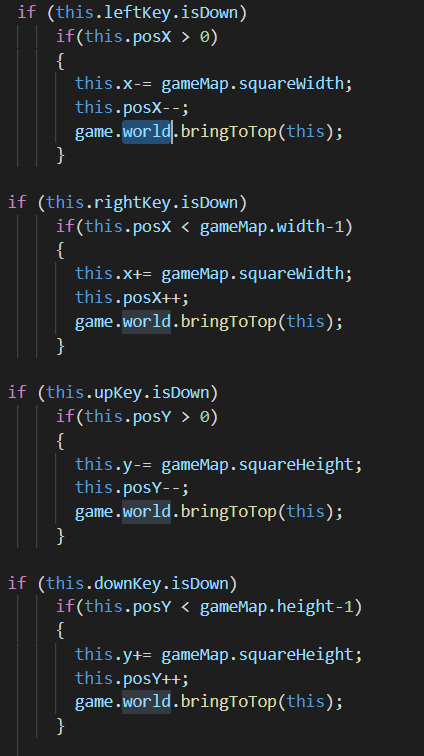 if (this.leftKey.isDown)
if(this.posX > 0)
{
this.x-= gameMap.squareWidth;
this.posX--;
game.world.bringToTop(this);
}
if (this.rightKey.isDown)
if(this.posX < gameMap.width-1)
{
this.x+= gameMap.squareWidth;
this.posX++;
game.world.bringToTop(this);
}
if (this.upKey.isDown)
if(this.posY > 0)
{
this.y-= gameMap.squareHeight;
this.posY--;
game.world.bringToTop(this);
}
if (this.downKey.isDown)
if(this.posY < gameMap.height-1)
{
this.y+= gameMap.squareHeight;
this.posY++;
game.world.bringToTop(this);
}